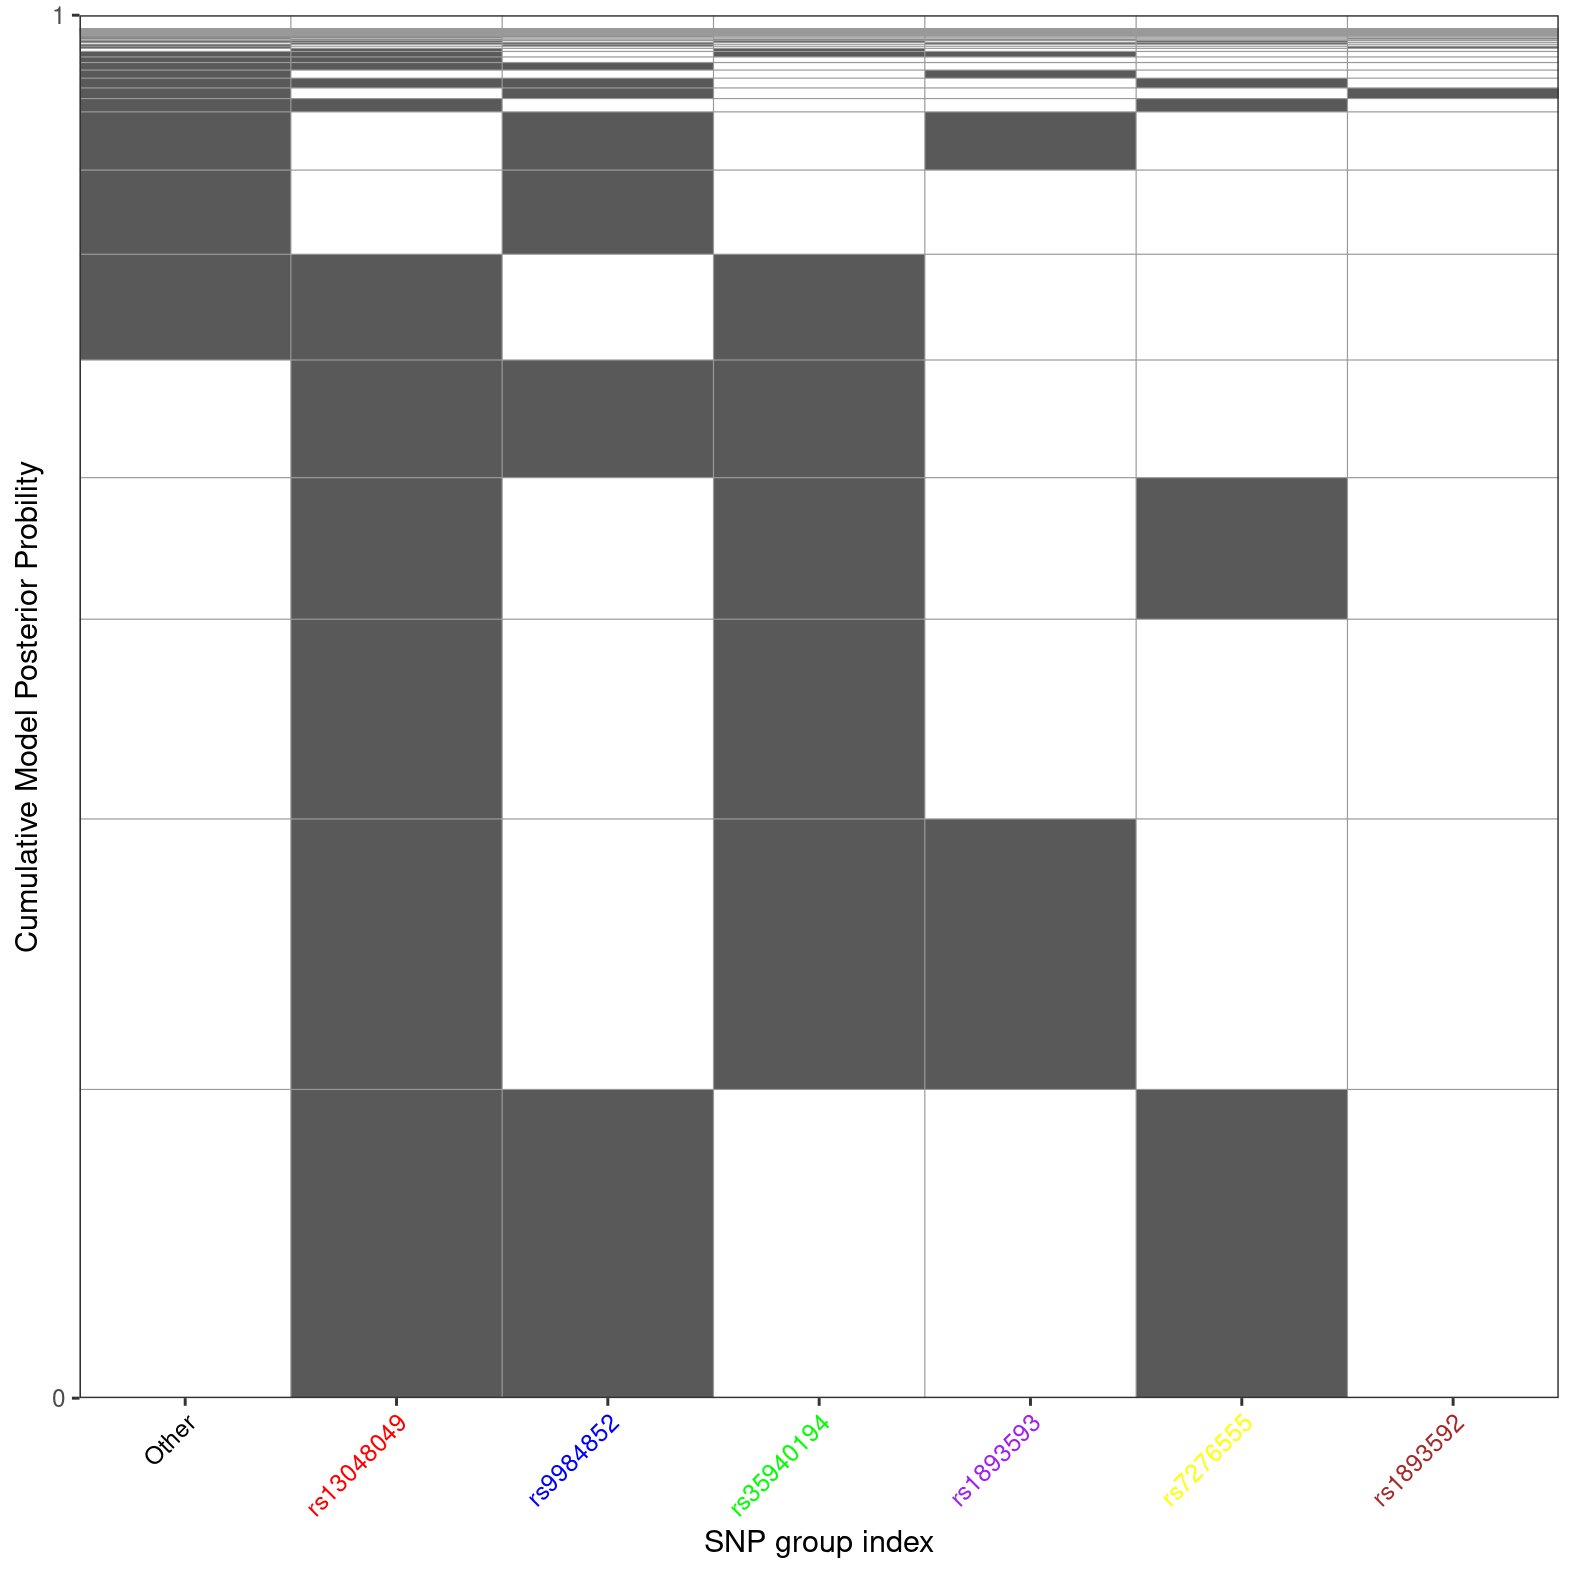 1
Cumulative Model Posterior Probility
0
Other
rs13048049
rs9984852
rs35940194
rs1893593
rs7276555
rs1893592
SNP group index